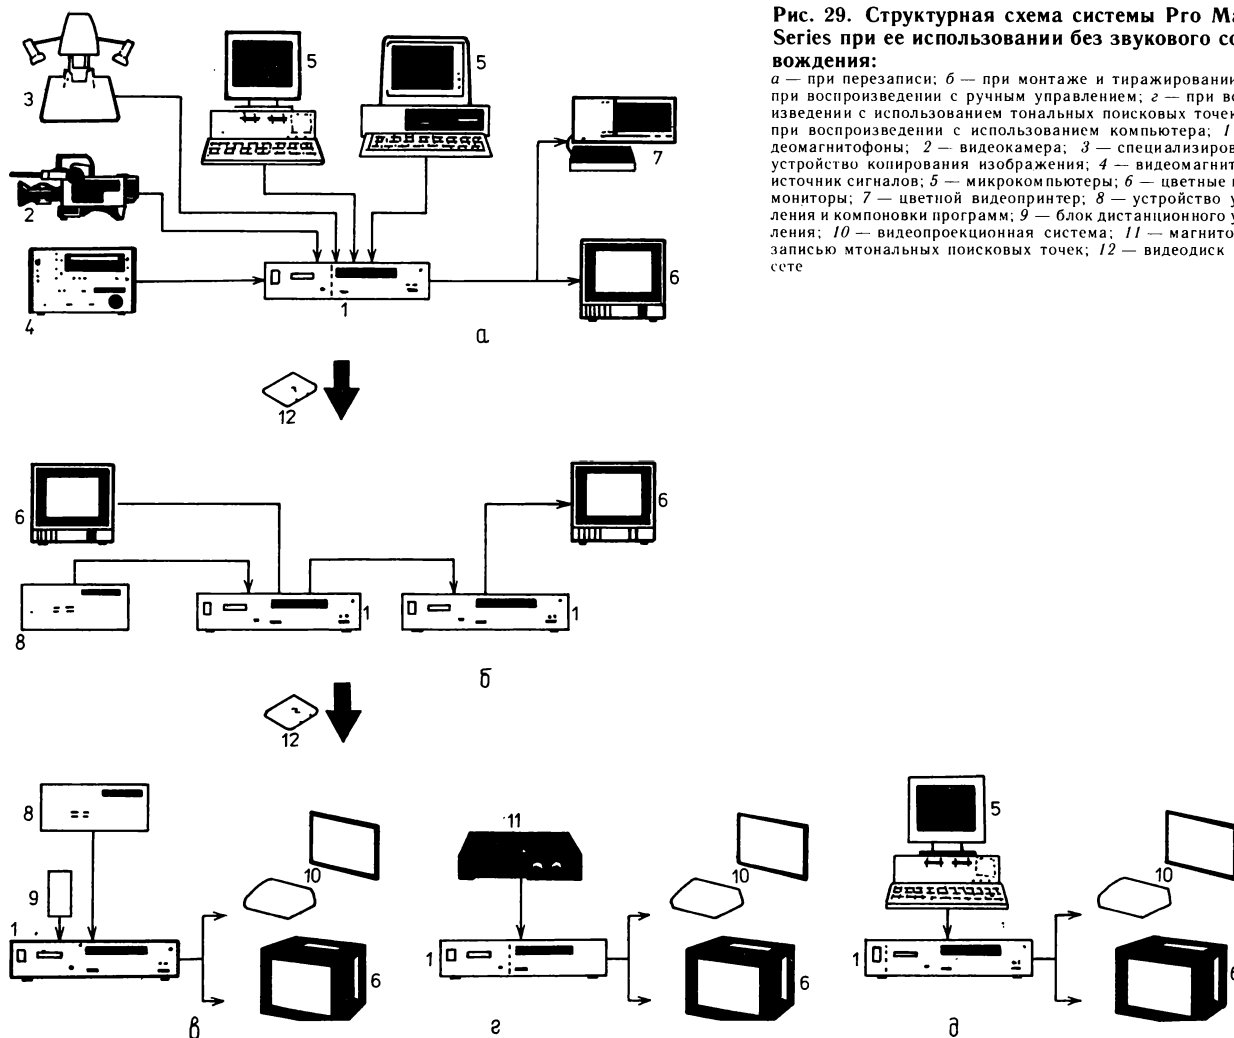 Рис. 29. Структурная схема системы Pro
Series при ее использовании без звукового со
вождения:
а — при перезаписи; б — при монтаже и тиражировании
при воспроизведении с ручным управлением; г — при во
изведении с использованием тональных поисковых точек
при воспроизведении с использованием компьютера; 1
деомагнитофоны; 2 — видеокамера; 3 — специализиров
устройство копирования изображения; 4 — видеомагнит
источник сигналов; 5 — микрокомпьютеры; 6 — цветные
мониторы; 7 — цветной видеопринтер; 8 — устройство у
ления и компоновки программ; 9 — блок дистанционного у
ления; 10 — видеопроекционная система; 11 — магнито
записью мтональных поисковых точек; 12 — видеодиск
сете
3
5
5
7
2
4
1
6
а
12
6
6
8
1
1
б
12
8
9
1
10
6
в
11
1
10
6
г
5
1
10
6
д